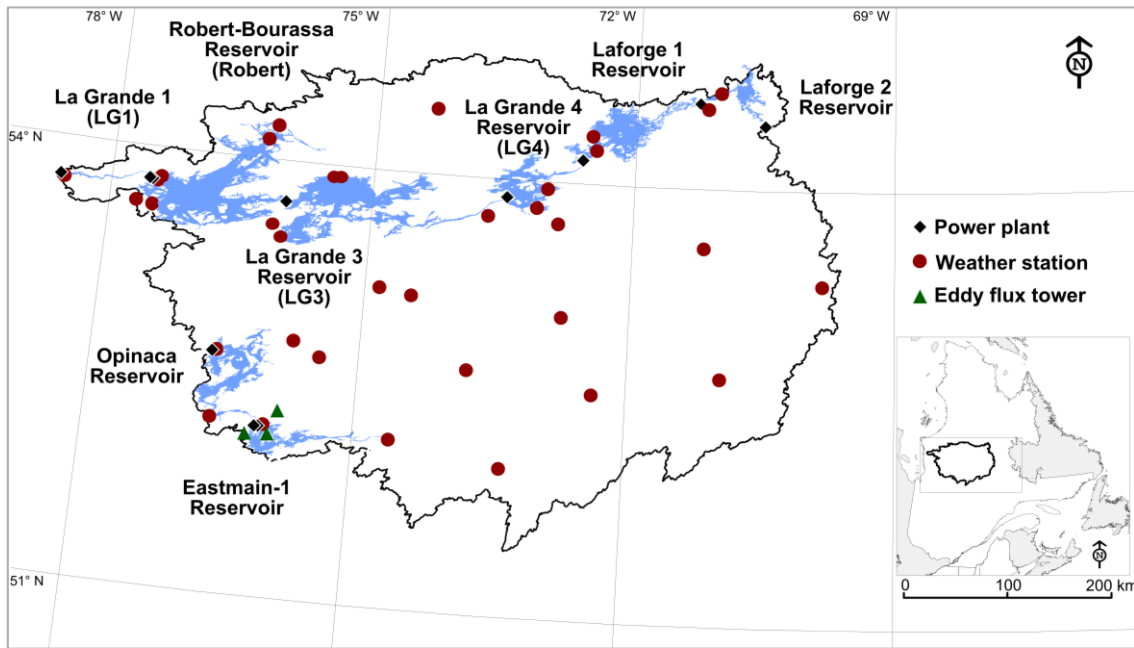 78° W
75° W
72° W
69° W
Robert-Bourassa
Reservoir
(Robert)
Laforge 1
Reservoir
N
La Grande 1
(LG1)
La Grande 4
Reservoir
(LG4)
Laforge 2
Reservoir
54° N
Power plant
Weather station
Eddy flux tower
La Grande 3
Reservoir
(LG3)
Opinaca
Reservoir
Eastmain-1
Reservoir
N
51° N
0 100 200 km